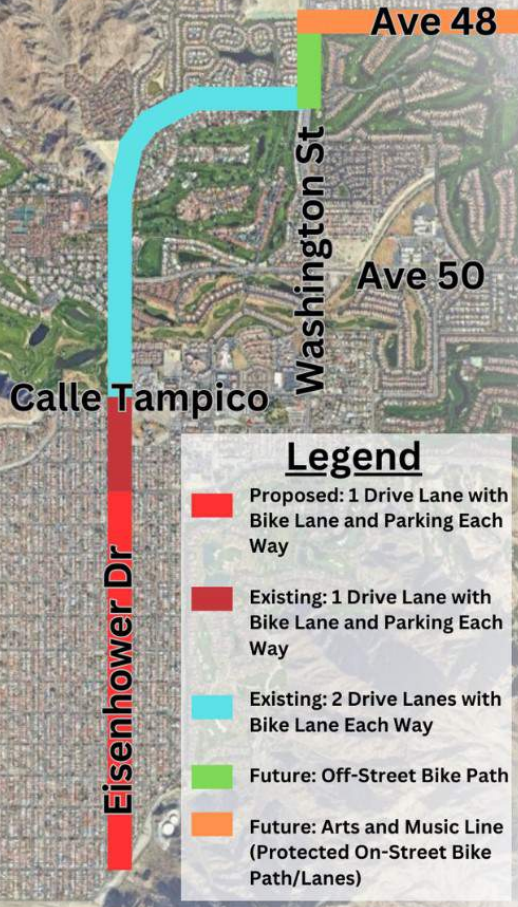 Ave 48
Washington St
Ave 50
Calle Tampico
Eisenhower Dr
Legend
Proposed: 1 Drive Lane with
Bike Lane and Parking Each
Way
Existing: 1 Drive Lane with
Bike Lane and Parking Each
Way
Existing: 2 Drive Lanes with
Bike Lane Each Way
Future: Off-Street Bike Path
Future: Arts and Music Line
(Protected On-Street Bike
Path/Lanes)